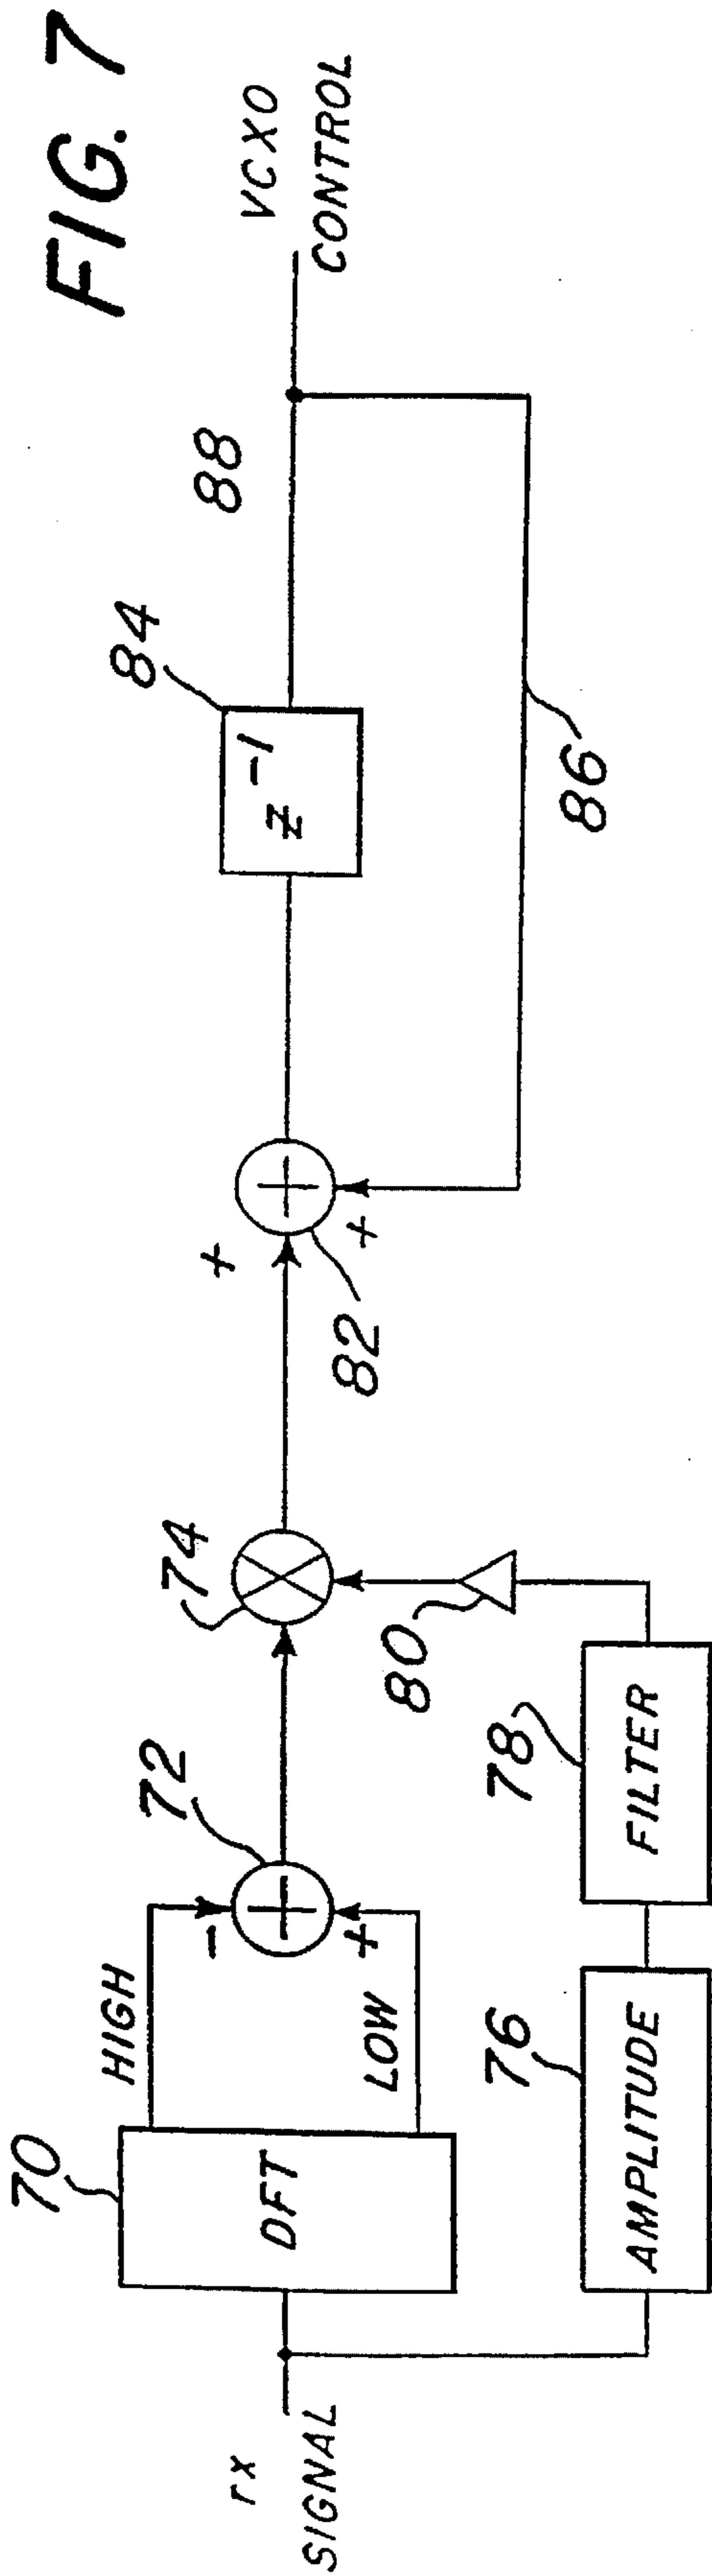 FIG. 7
rx
SIGNAL
70
DFT
HIGH
LOW
-
+
72
74
76
AMPLITUDE
78
FILTER
80
+
+
82
84
z⁻¹
86
88
VCXO
CONTROL